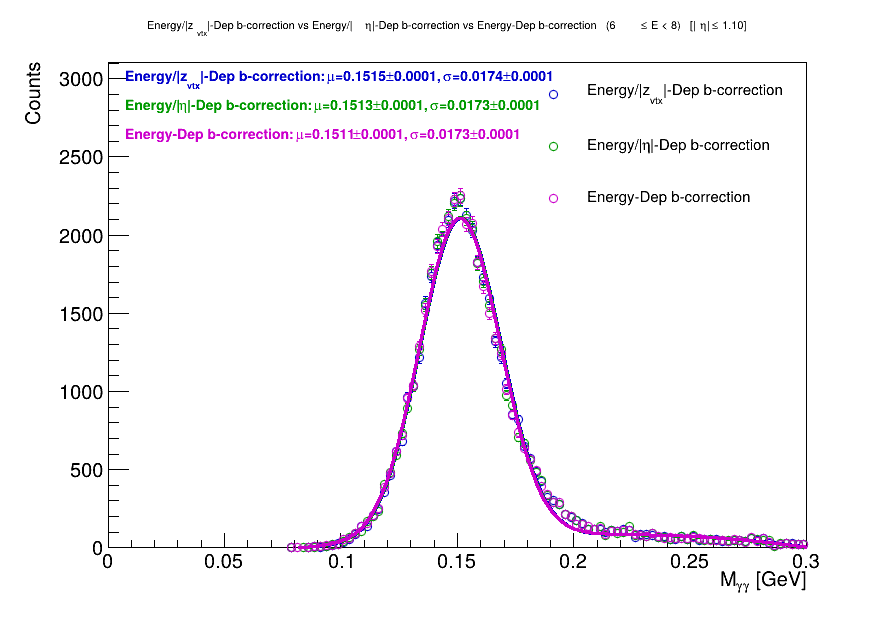 Energy/|z_vtx|-Dep b-correction vs Energy/|η|-Dep b-correction vs Energy-Dep b-correction (6 ≤ E < 8) [|η| ≤ 1.10]
Counts
Energy/|z_vtx|-Dep b-correction: μ=0.1515±0.0001, σ=0.0174±0.0001
Energy/|η|-Dep b-correction: μ=0.1513±0.0001, σ=0.0173±0.0001
Energy-Dep b-correction: μ=0.1511±0.0001, σ=0.0173±0.0001
Energy/|z_vtx|-Dep b-correction
Energy/|η|-Dep b-correction
Energy-Dep b-correction
3000
2500
2000
1500
1000
500
0
0 0.05 0.1 0.15 0.2 0.25 0.3
M_γγ [GeV]